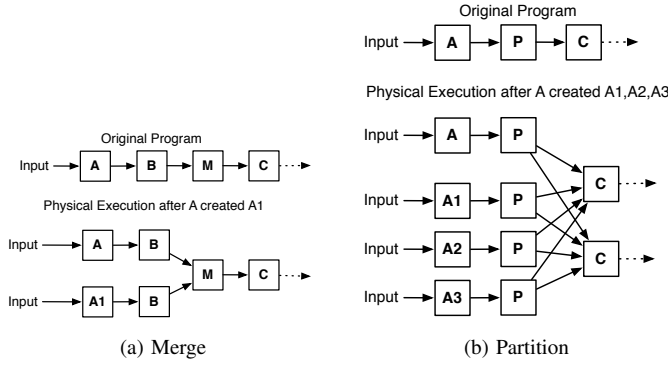 Original Program
Input A B M C
Physical Execution after A created A1
Input A B
M C
Input A1 B
(a) Merge
Original Program
Input A P C
Physical Execution after A created A1,A2,A3
Input A P
C
Input A1 P
Input A2 P
C
Input A3 P
(b) Partition